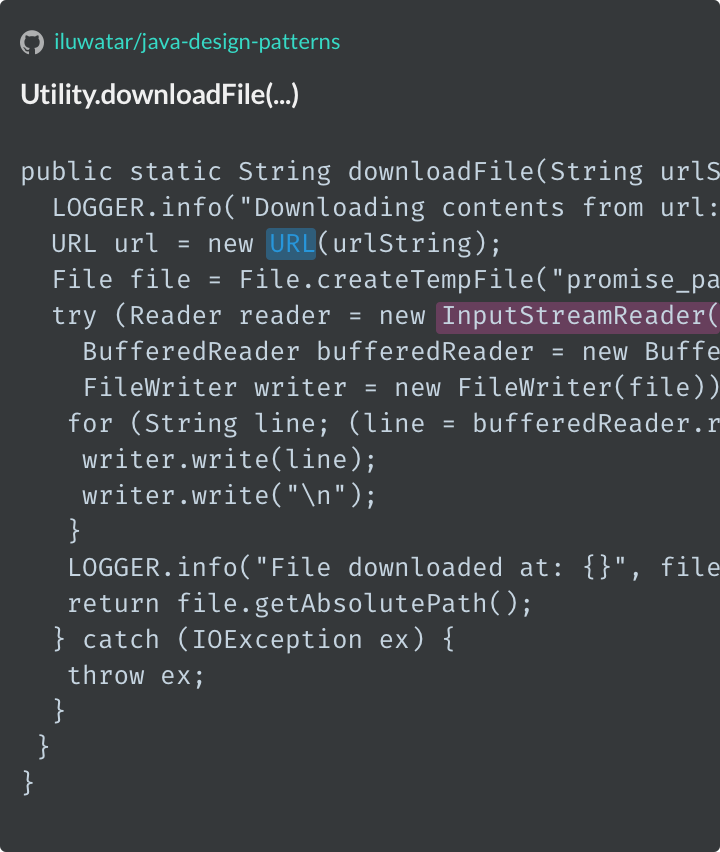 iluwatar/java-design-patterns
Utility.downloadFile(...)
public static String downloadFile(String urlS
LOGGER.info("Downloading contents from url:
URL url = new URL(urlString);
File file = File.createTempFile("promise_pa
try (Reader reader = new InputStreamReader(
BufferedReader bufferedReader = new Buffe
FileWriter writer = new FileWriter(file))
for (String line; (line = bufferedReader.r
writer.write(line);
writer.write("\n");
}
LOGGER.info("File downloaded at: {}", file
return file.getAbsolutePath();
} catch (IOException ex) {
throw ex;
}
}
}